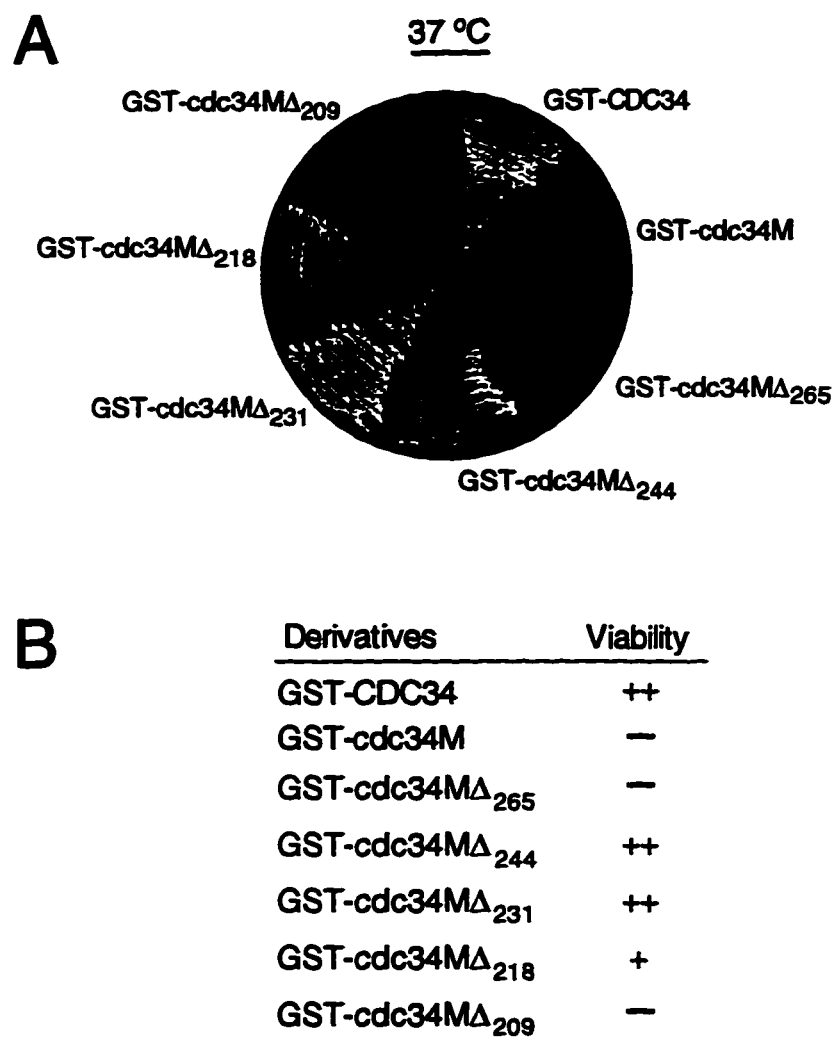 A
37 °C
GST-cdc34MΔ209
GST-CDC34
GST-cdc34M
GST-cdc34MΔ218
GST-cdc34MΔ265
GST-cdc34MΔ231
GST-cdc34MΔ244
B
Derivatives Viability
GST-CDC34 ++
GST-cdc34M −
GST-cdc34MΔ265 −
GST-cdc34MΔ244 ++
GST-cdc34MΔ231 ++
GST-cdc34MΔ218 +
GST-cdc34MΔ209 −